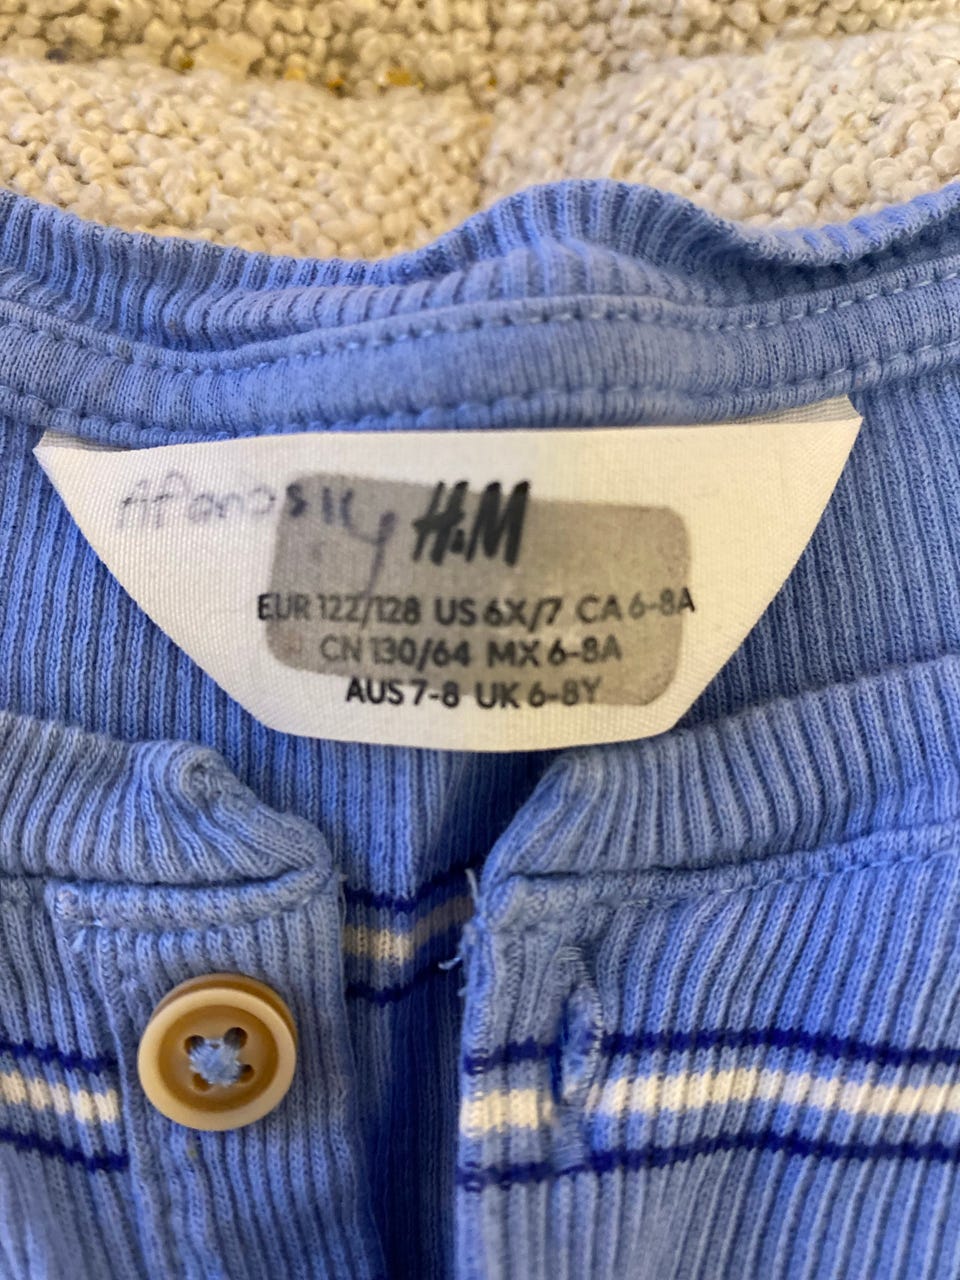 Afanasiy
H&M
EUR 122/128 US 6X/7 CA 6-8A
CN 130/64 MX 6-8A
AUS 7-8 UK 6-8Y